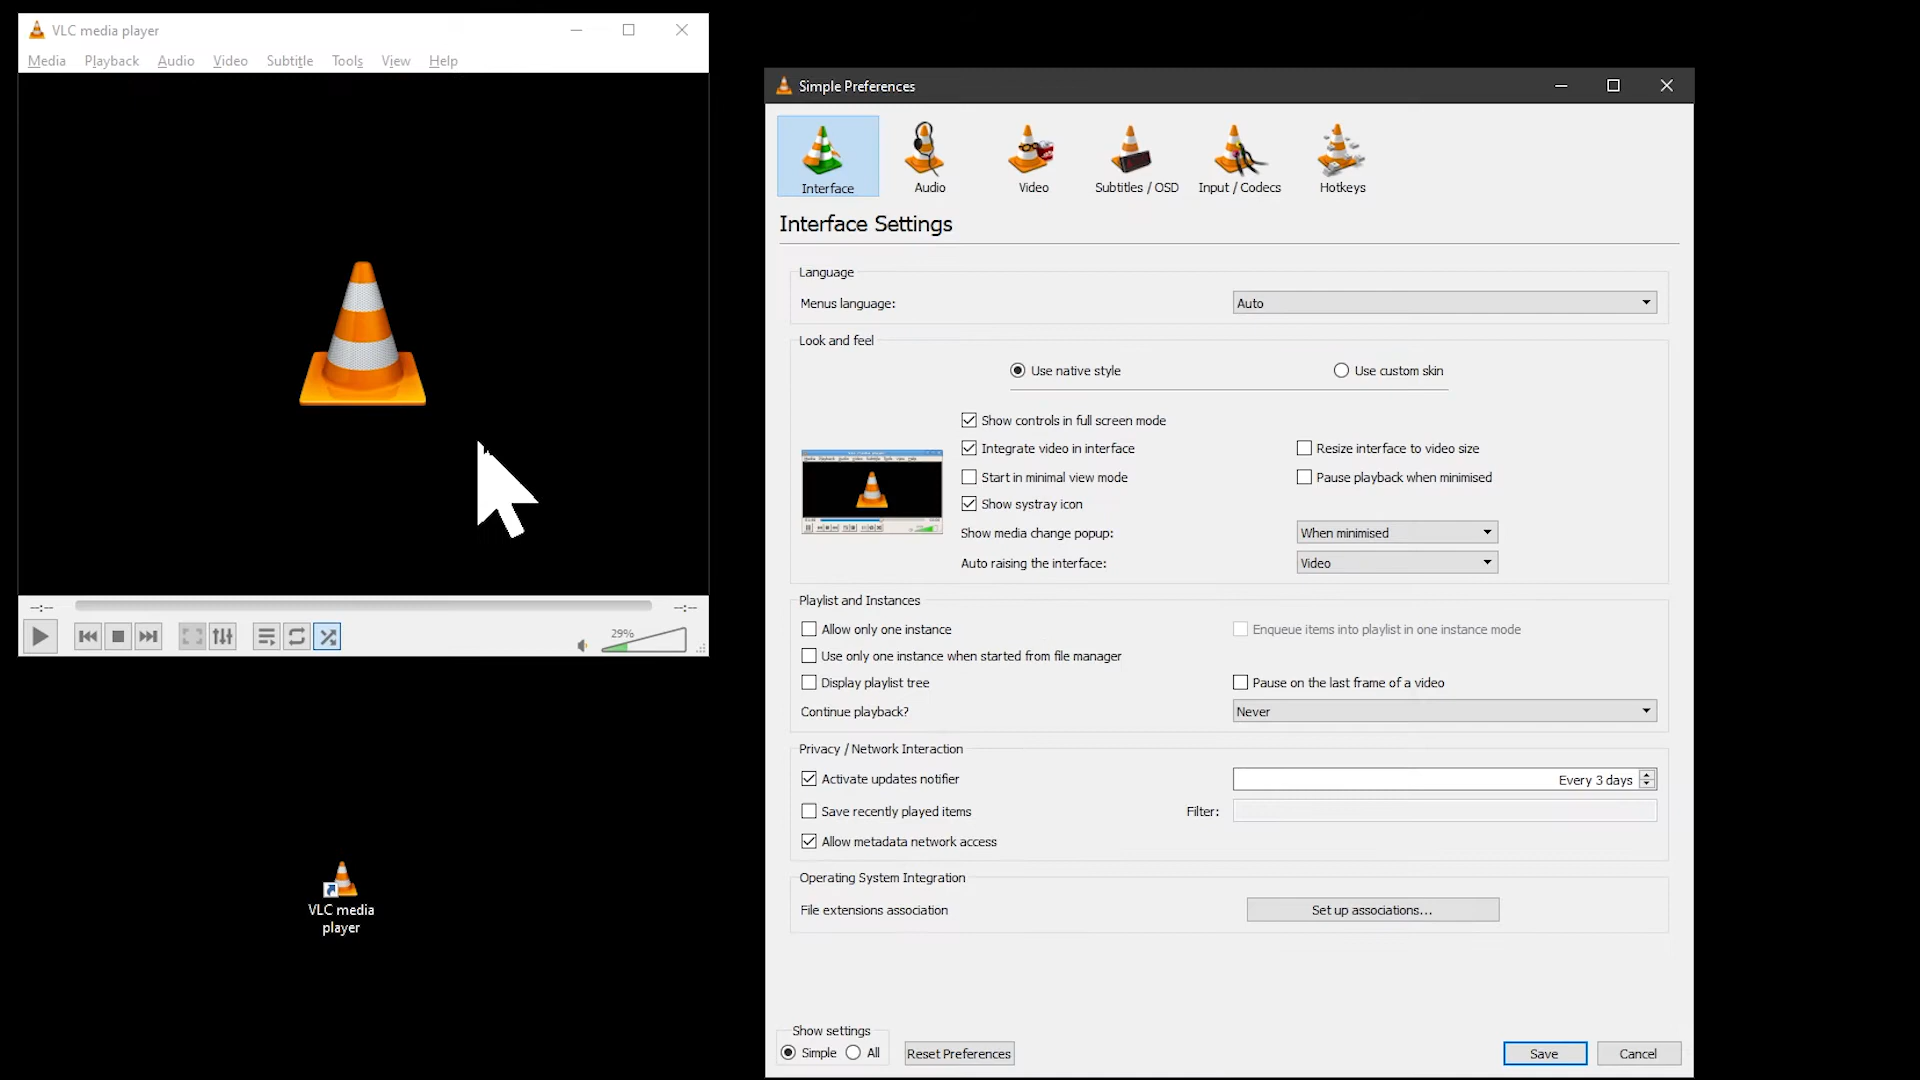 VLC media player
Media Playback Audio Video Subtitle Tools View Help
--:-- --:--
29%
VLC media
player
Simple Preferences
Interface Audio Video Subtitles / OSD Input / Codecs Hotkeys
Interface Settings
Language
Menus language: Auto
Look and feel
Use native style Use custom skin
Show controls in full screen mode
Integrate video in interface Resize interface to video size
Start in minimal view mode Pause playback when minimised
Show systray icon
Show media change popup: When minimised
Auto raising the interface: Video
Playlist and Instances
Allow only one instance Enqueue items into playlist in one instance mode
Use only one instance when started from file manager
Display playlist tree Pause on the last frame of a video
Continue playback? Never
Privacy / Network Interaction
Activate updates notifier Every 3 days
Save recently played items Filter:
Allow metadata network access
Operating System Integration
File extensions association Set up associations...
Show settings
Simple All Reset Preferences Save Cancel